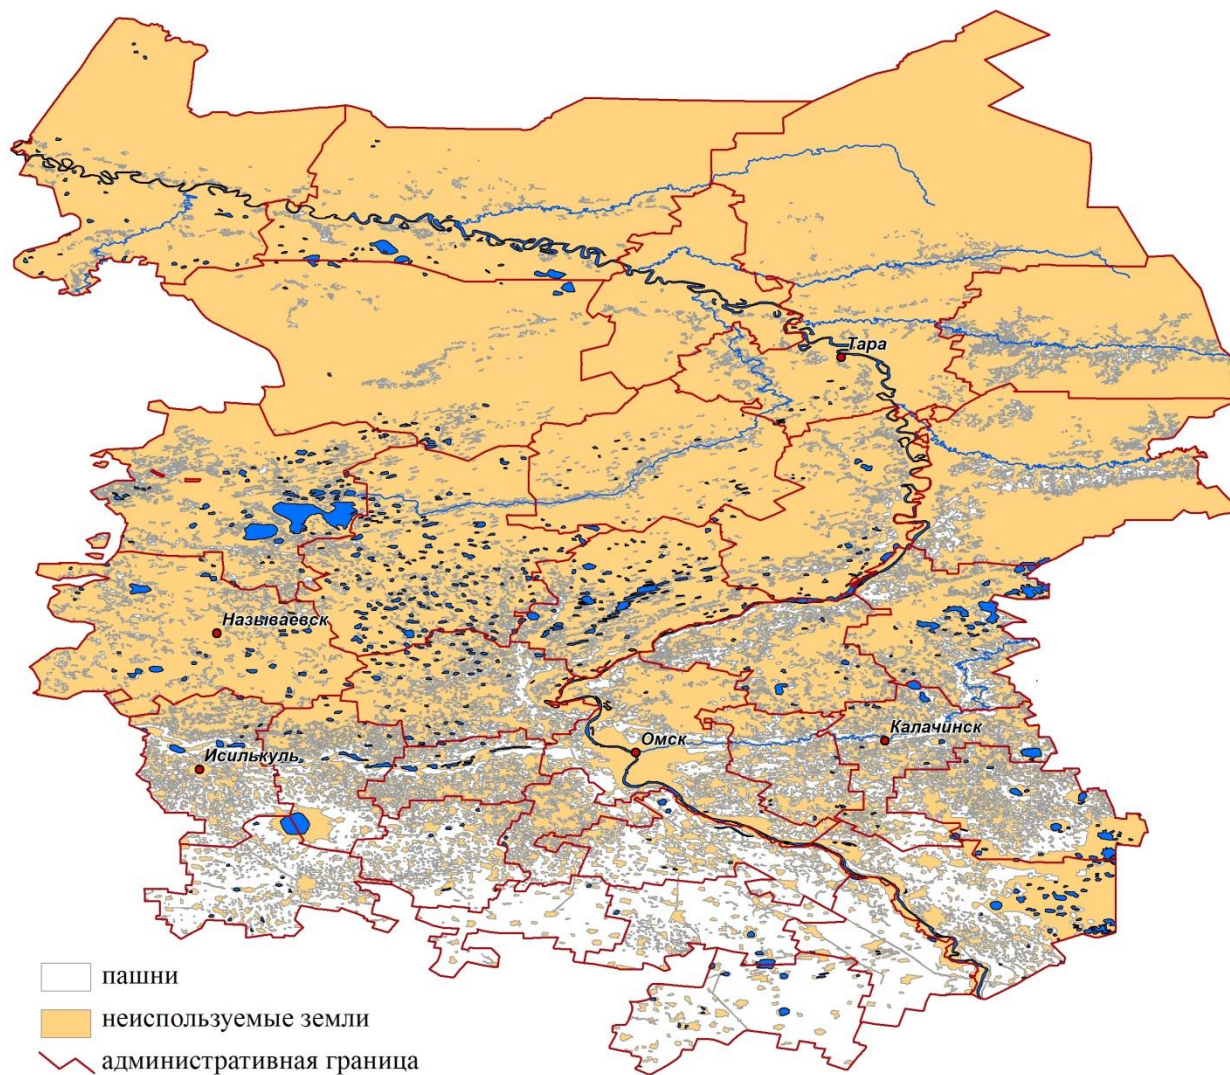 Тара
Называевск
Калачинск
Омск
Исилькуль
пашни
неиспользуемые земли
административная граница